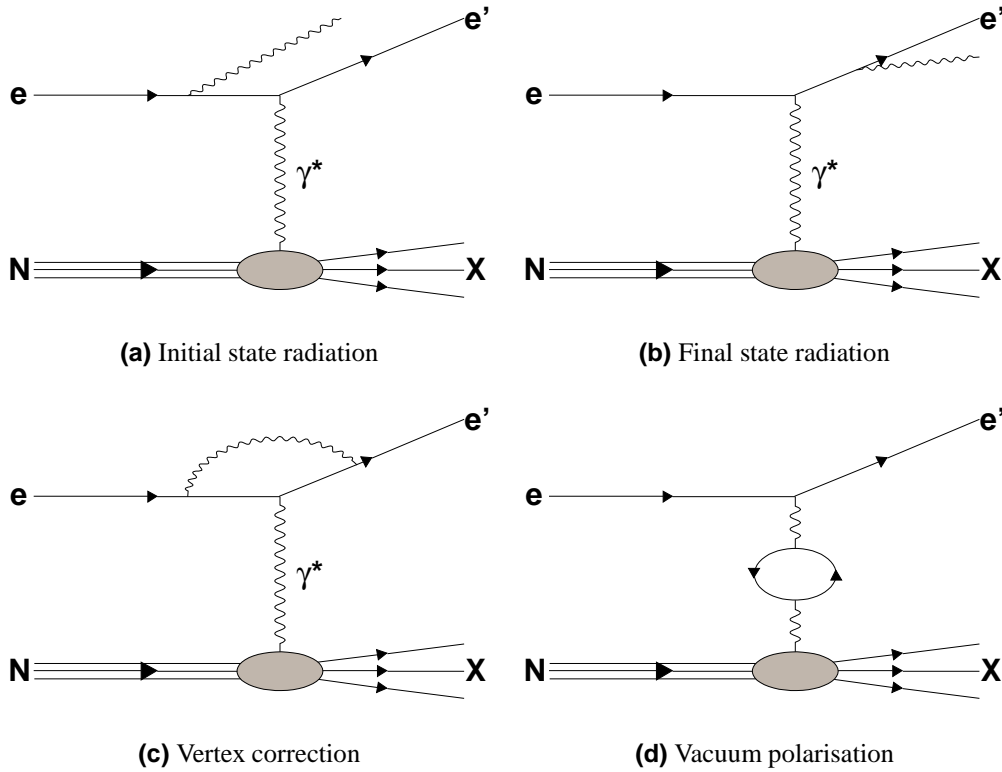 e e'
γ*
N X
(a) Initial state radiation
e e'
γ*
N X
(b) Final state radiation
e e'
γ*
N X
(c) Vertex correction
e e'
N X
(d) Vacuum polarisation